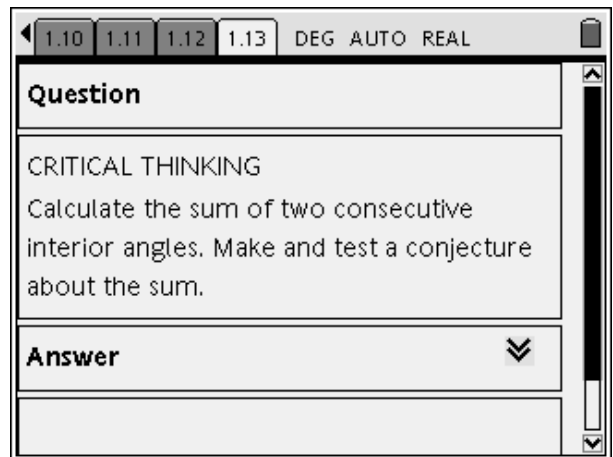 1.10 1.11 1.12 1.13 DEG AUTO REAL
Question
CRITICAL THINKING
Calculate the sum of two consecutive
interior angles. Make and test a conjecture
about the sum.
Answer